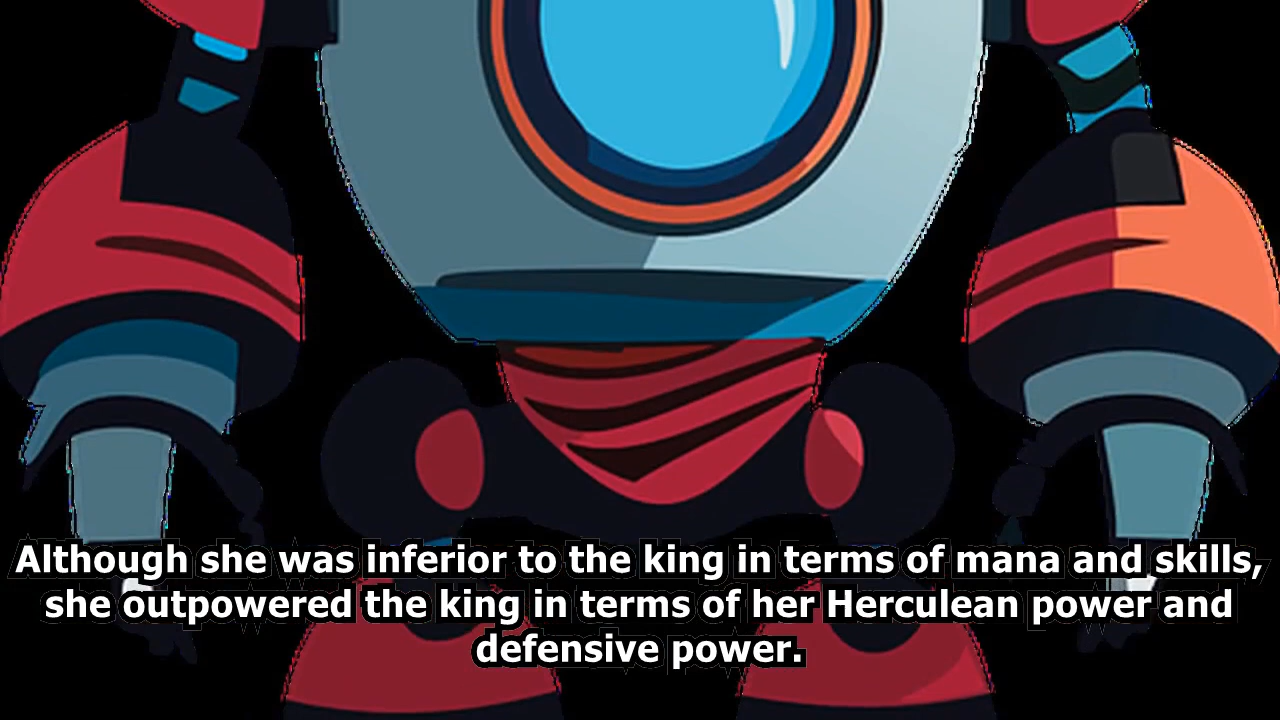 Although she was inferior to the king in terms of mana and skills,
she outpowered the king in terms of her Herculean power and
defensive power.